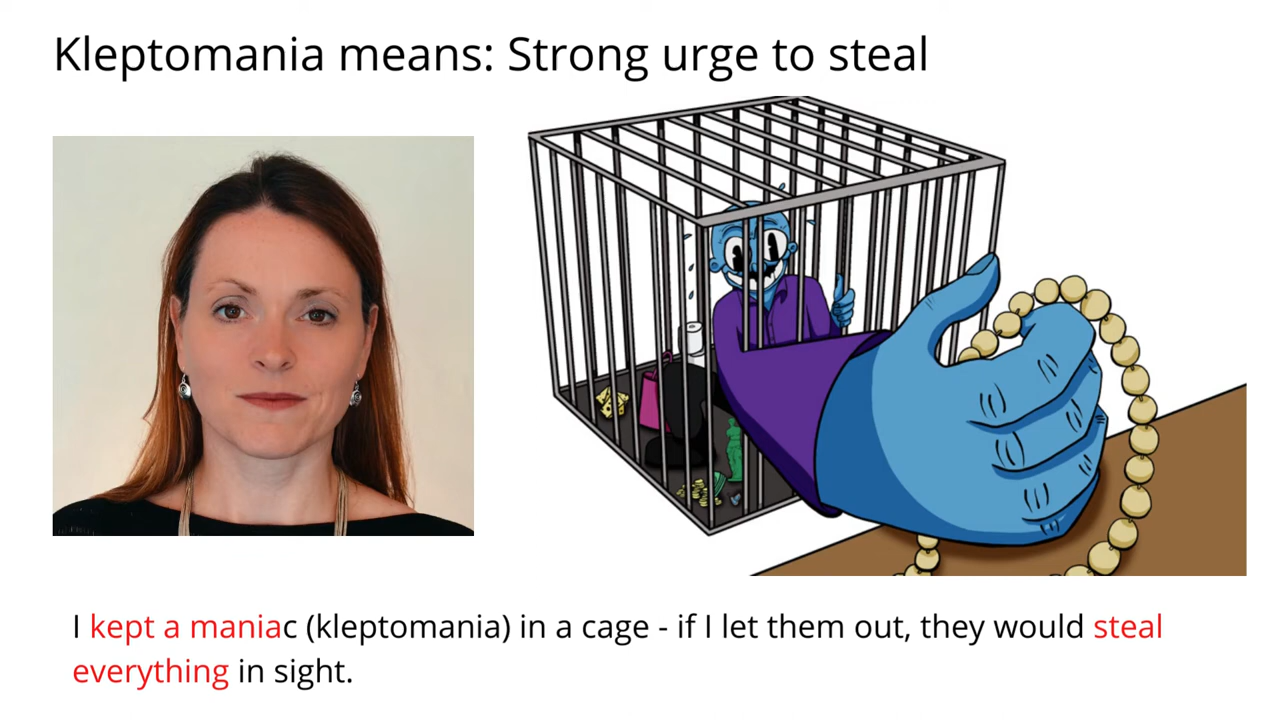 Kleptomania means: Strong urge to steal
I kept a maniac (kleptomania) in a cage - if I let them out, they would steal
everything in sight.